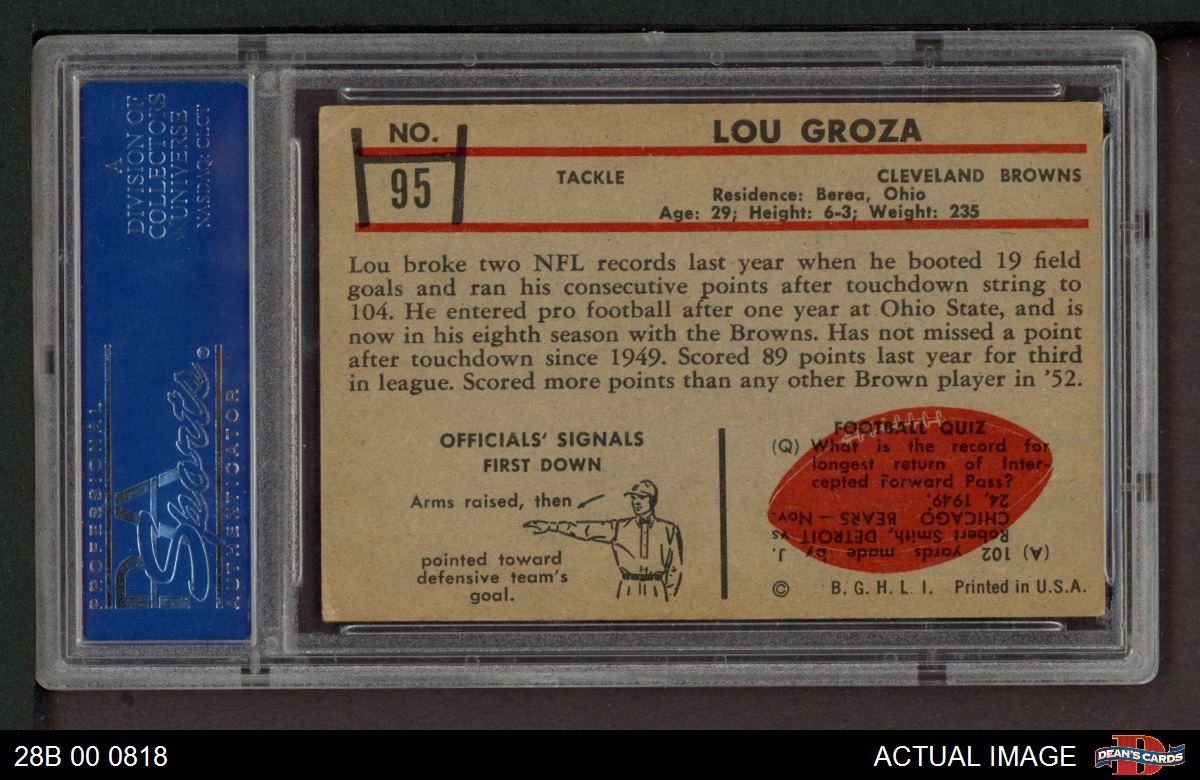 A
DIVISION OF
COLLECTORS
UNIVERSE
NASDAQ: CLCT
PROFESSIONAL
PSA
Sports
®
AUTHENTICATOR
NO.
95
LOU GROZA
TACKLE
CLEVELAND BROWNS
Residence: Berea, Ohio
Age: 29; Height: 6-3; Weight: 235
Lou broke two NFL records last year when he booted 19 field
goals and ran his consecutive points after touchdown string to
104. He entered pro football after one year at Ohio State, and is
now in his eighth season with the Browns. Has not missed a point
after touchdown since 1949. Scored 89 points last year for third
in league. Scored more points than any other Brown player in '52.
OFFICIALS' SIGNALS
FIRST DOWN
Arms raised, then
pointed toward
defensive team's
goal.
FOOTBALL QUIZ
(Q) What is the record for
longest return of Inter-
cepted Forward Pass?
(A) 102 yards made by J.
Robert Smith, DETROIT vs
CHICAGO BEARS — Nov.
24, 1949.
© B. G. H. L. I. Printed in U.S.A.
28B 00 0818
ACTUAL IMAGE
DEAN'S CARDS